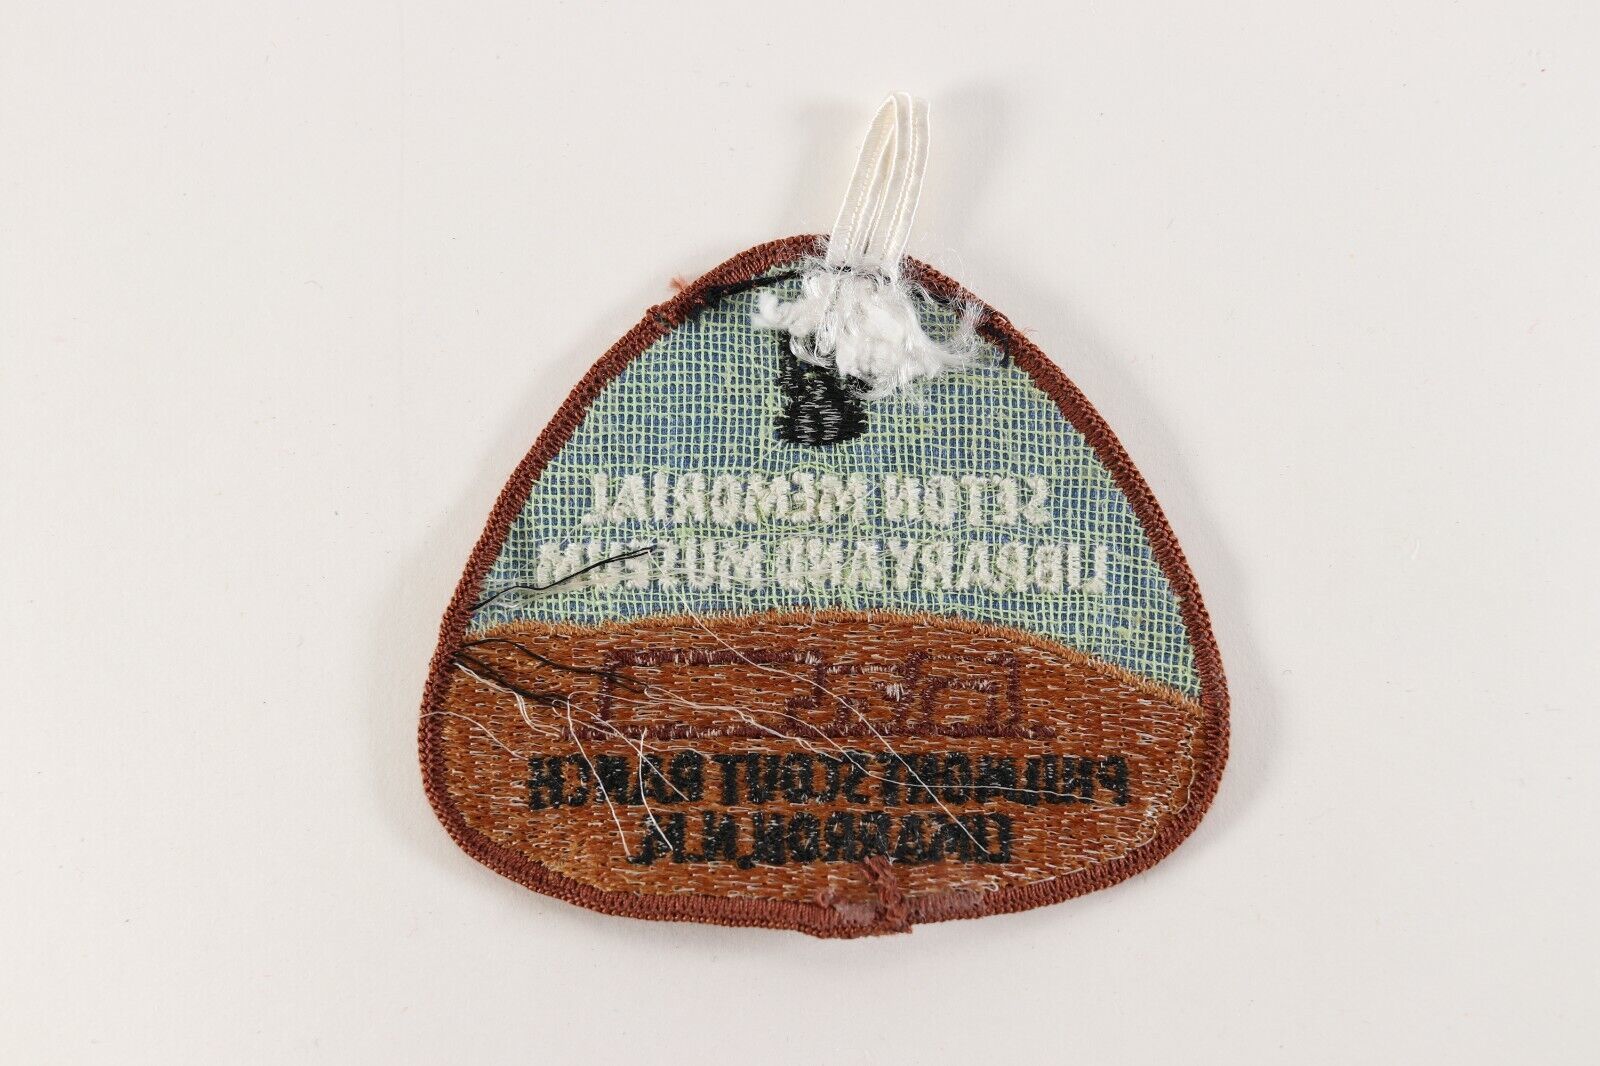 SETON MEMORIAL
LIBRARY AND MUSEUM
PHILMONT SCOUT RANCH
CIMARRON, N.M.